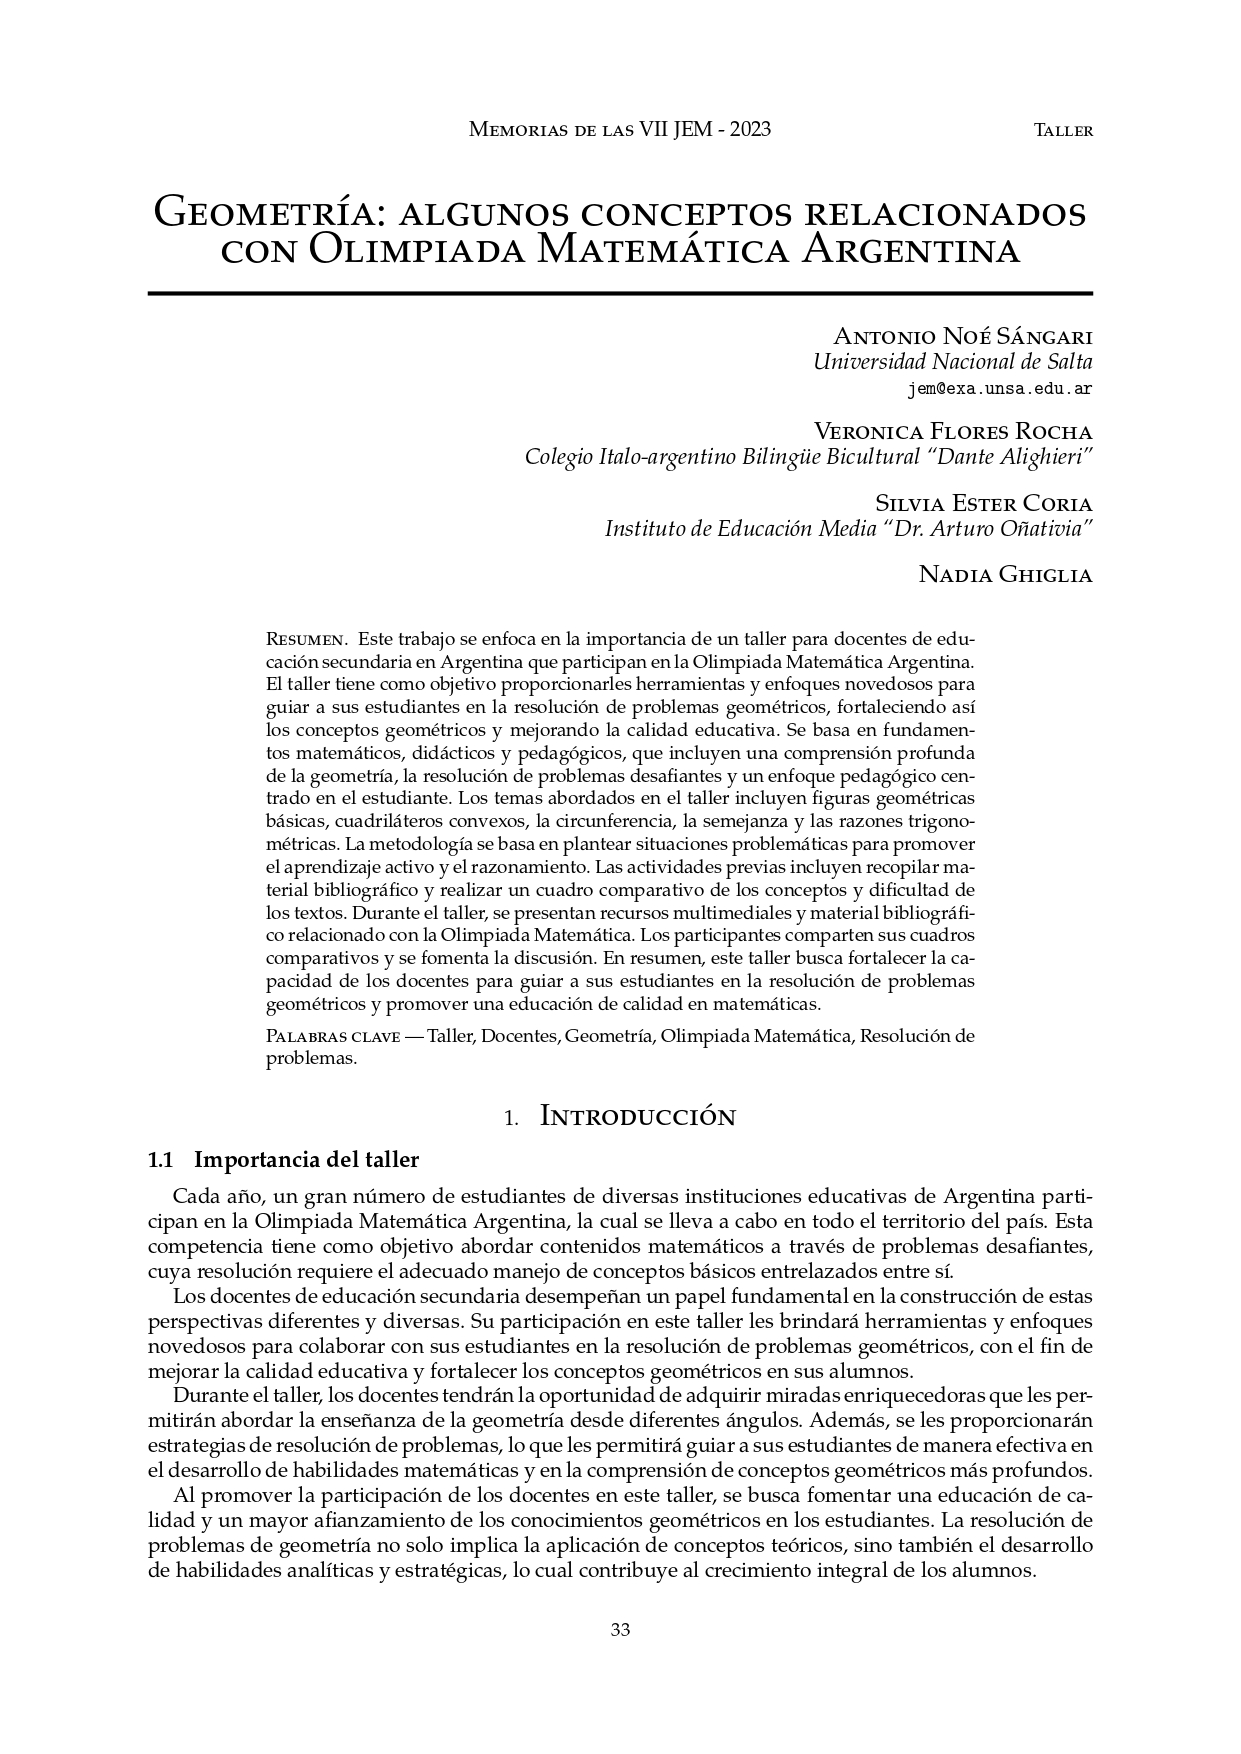 Memorias de las VII JEM - 2023
Taller
Geometría: algunos conceptos relacionados
con Olimpiada Matemática Argentina
Antonio Noé Sángari
Universidad Nacional de Salta
jem@exa.unsa.edu.ar
Veronica Flores Rocha
Colegio Italo-argentino Bilingüe Bicultural “Dante Alighieri”
Silvia Ester Coria
Instituto de Educación Media “Dr. Arturo Oñativia”
Nadia Ghiglia
Resumen. Este trabajo se enfoca en la importancia de un taller para docentes de edu-
cación secundaria en Argentina que participan en la Olimpiada Matemática Argentina.
El taller tiene como objetivo proporcionarles herramientas y enfoques novedosos para
guiar a sus estudiantes en la resolución de problemas geométricos, fortaleciendo así
los conceptos geométricos y mejorando la calidad educativa. Se basa en fundamen-
tos matemáticos, didácticos y pedagógicos, que incluyen una comprensión profunda
de la geometría, la resolución de problemas desafiantes y un enfoque pedagógico cen-
trado en el estudiante. Los temas abordados en el taller incluyen figuras geométricas
básicas, cuadriláteros convexos, la circunferencia, la semejanza y las razones trigono-
métricas. La metodología se basa en plantear situaciones problemáticas para promover
el aprendizaje activo y el razonamiento. Las actividades previas incluyen recopilar ma-
terial bibliográfico y realizar un cuadro comparativo de los conceptos y dificultad de
los textos. Durante el taller, se presentan recursos multimediales y material bibliográfi-
co relacionado con la Olimpiada Matemática. Los participantes comparten sus cuadros
comparativos y se fomenta la discusión. En resumen, este taller busca fortalecer la ca-
pacidad de los docentes para guiar a sus estudiantes en la resolución de problemas
geométricos y promover una educación de calidad en matemáticas.
Palabras clave — Taller, Docentes, Geometría, Olimpiada Matemática, Resolución de
problemas.
1. Introducción
1.1 Importancia del taller
Cada año, un gran número de estudiantes de diversas instituciones educativas de Argentina parti-
cipan en la Olimpiada Matemática Argentina, la cual se lleva a cabo en todo el territorio del país. Esta
competencia tiene como objetivo abordar contenidos matemáticos a través de problemas desafiantes,
cuya resolución requiere el adecuado manejo de conceptos básicos entrelazados entre sí.
Los docentes de educación secundaria desempeñan un papel fundamental en la construcción de estas
perspectivas diferentes y diversas. Su participación en este taller les brindará herramientas y enfoques
novedosos para colaborar con sus estudiantes en la resolución de problemas geométricos, con el fin de
mejorar la calidad educativa y fortalecer los conceptos geométricos en sus alumnos.
Durante el taller, los docentes tendrán la oportunidad de adquirir miradas enriquecedoras que les per-
mitirán abordar la enseñanza de la geometría desde diferentes ángulos. Además, se les proporcionarán
estrategias de resolución de problemas, lo que les permitirá guiar a sus estudiantes de manera efectiva en
el desarrollo de habilidades matemáticas y en la comprensión de conceptos geométricos más profundos.
Al promover la participación de los docentes en este taller, se busca fomentar una educación de ca-
lidad y un mayor afianzamiento de los conocimientos geométricos en los estudiantes. La resolución de
problemas de geometría no solo implica la aplicación de conceptos teóricos, sino también el desarrollo
de habilidades analíticas y estratégicas, lo cual contribuye al crecimiento integral de los alumnos.
33